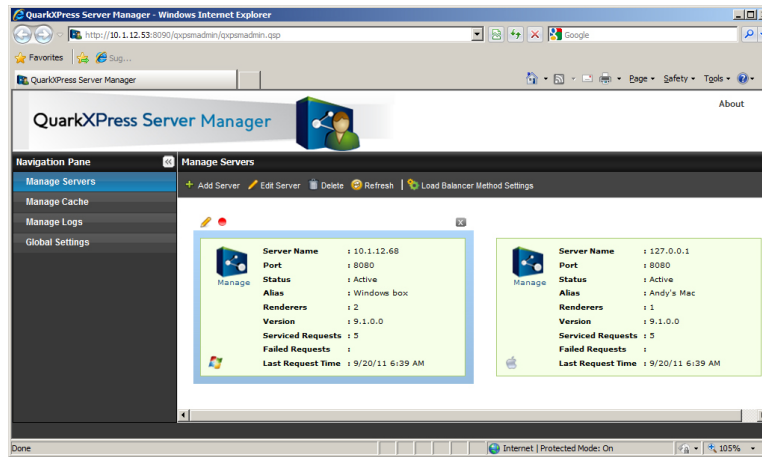 QuarkXPress Server Manager - Windows Internet Explorer
http://10.1.12.53:8090/qxpsmadmin/qxpsmadmin.qsp
Google
Favorites Sug...
QuarkXPress Server Manager
Page Safety Tools
About
QuarkXPress Server Manager
Navigation Pane
Manage Servers
Manage Cache
Manage Logs
Global Settings
Manage Servers
Add Server Edit Server Delete Refresh | Load Balancer Method Settings
Manage
Server Name : 10.1.12.68
Port : 8080
Status : Active
Alias : Windows box
Renderers : 2
Version : 9.1.0.0
Serviced Requests : 5
Failed Requests :
Last Request Time : 9/20/11 6:39 AM
Manage
Server Name : 127.0.0.1
Port : 8080
Status : Active
Alias : Andy's Mac
Renderers : 1
Version : 9.1.0.0
Serviced Requests : 5
Failed Requests :
Last Request Time : 9/20/11 6:39 AM
Done
Internet | Protected Mode: On
105%